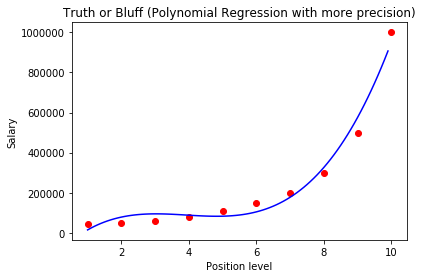 Truth or Bluff (Polynomial Regression with more precision)
1000000
800000
600000
400000
200000
0
Salary
2 4 6 8 10
Position level